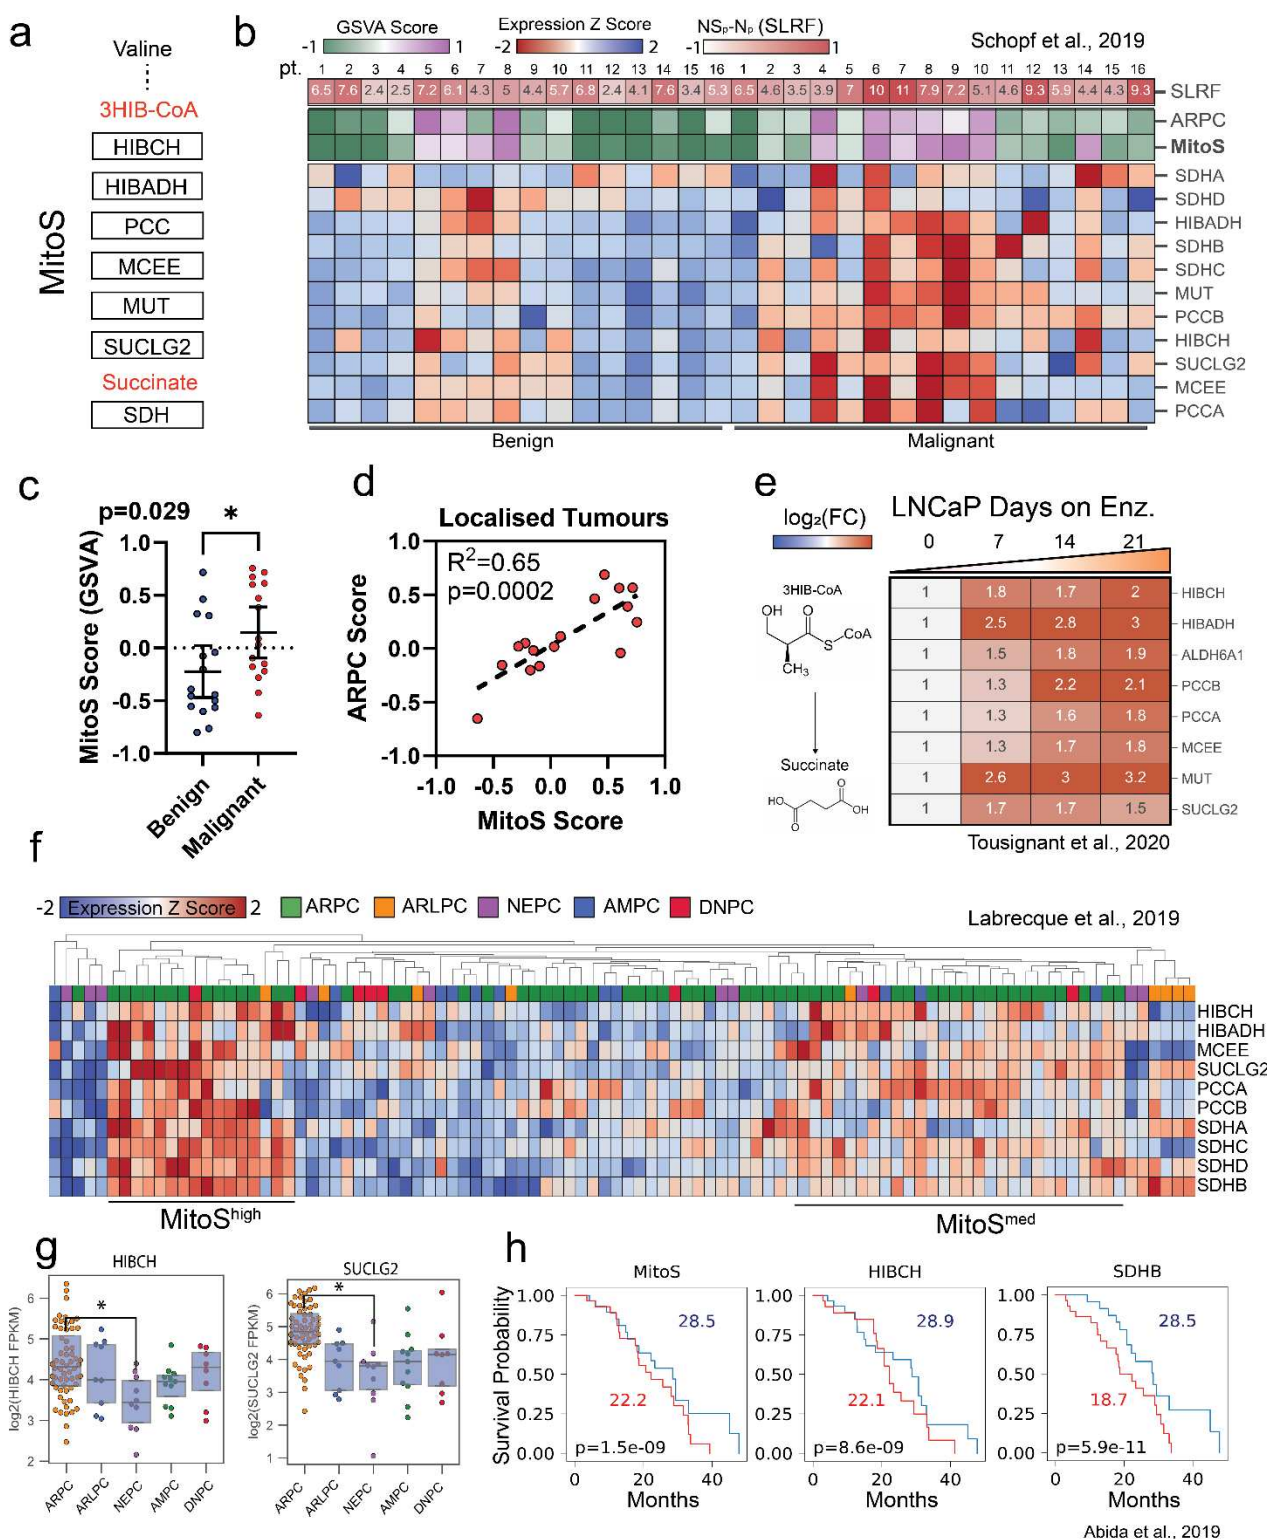 a
Valine
3HIB-CoA
HIBCH
HIBADH
PCC
MCEE
MUT
SUCLG2
Succinate
SDH
MitoS
b
GSVA Score
-1 1
Expression Z Score
-2 2
NSp-Np (SLRF)
-1 16
Schopf et al., 2019
pt. 1 2 3 4 5 6 7 5 9 10 11 12 13 14 15 16 1 2 3 4 5 6 7 8 9 10 11 12 13 14 15 16
6.5 7.6 2.4 2.5 7.2 6.1 4.3 5 4.4 5.7 6.8 2.4 4.1 7.6 3.4 5.3 6.5 4.6 3.5 3.9 7 10 11 7.9 7.2 5.1 4.6 9.3 5.9 4.4 4.3 9.3 SLRF
ARPC
MitoS
SDHA
SDHD
HIBADH
SDHB
SDHC
MUT
PCCB
HIBCH
SUCLG2
MCEE
PCCA
Benign Malignant
c
p=0.029 *
MitoS Score (GSVA)
1.0
0.5
0.0
-0.5
-1.0
Benign
Malignant
d
Localised Tumours
R²=0.65
p=0.0002
ARPC Score
1.0
0.5
0.0
-0.5
-1.0
-1.0 -0.5 0.0 0.5 1.0
MitoS Score
e
log₂(FC)
LNCaP Days on Enz.
0 7 14 21
3HIB-CoA
OH O
S CoA
CH₃
Succinate
HO O
O OH
1 1.8 1.7 2 HIBCH
1 2.5 2.8 3 HIBADH
1 1.5 1.8 1.9 ALDH6A1
1 1.3 2.2 2.1 PCCB
1 1.3 1.6 1.8 PCCA
1 1.3 1.7 1.8 MCEE
1 2.6 3 3.2 MUT
1 1.7 1.7 1.5 SUCLG2
Tousignant et al., 2020
f
-2 Expression Z Score 2
ARPC ARLPC NEPC AMPC DNPC
Labrecque et al., 2019
HIBCH
HIBADH
MCEE
SUCLG2
PCCA
PCCB
SDHA
SDHC
SDHD
SDHB
MitoS^high MitoS^med
g
HIBCH
*
log2(HIBCH FPKM)
6
5
4
3
2
ARPC ARLPC NEPC AMPC DNPC
SUCLG2
*
log2(SUCLG2 FPKM)
6
5
4
3
2
1
ARPC ARLPC NEPC AMPC DNPC
h
Survival Probability
MitoS
1.00
0.75
0.50
0.25
0.00
28.5
22.2
p=1.5e-09
0 20 40
Months
HIBCH
1.00
0.75
0.50
0.25
0.00
28.9
22.1
p=8.6e-09
0 20 40
Months
SDHB
1.00
0.75
0.50
0.25
0.00
28.5
18.7
p=5.9e-11
0 20 40
Months
Abida et al., 2019